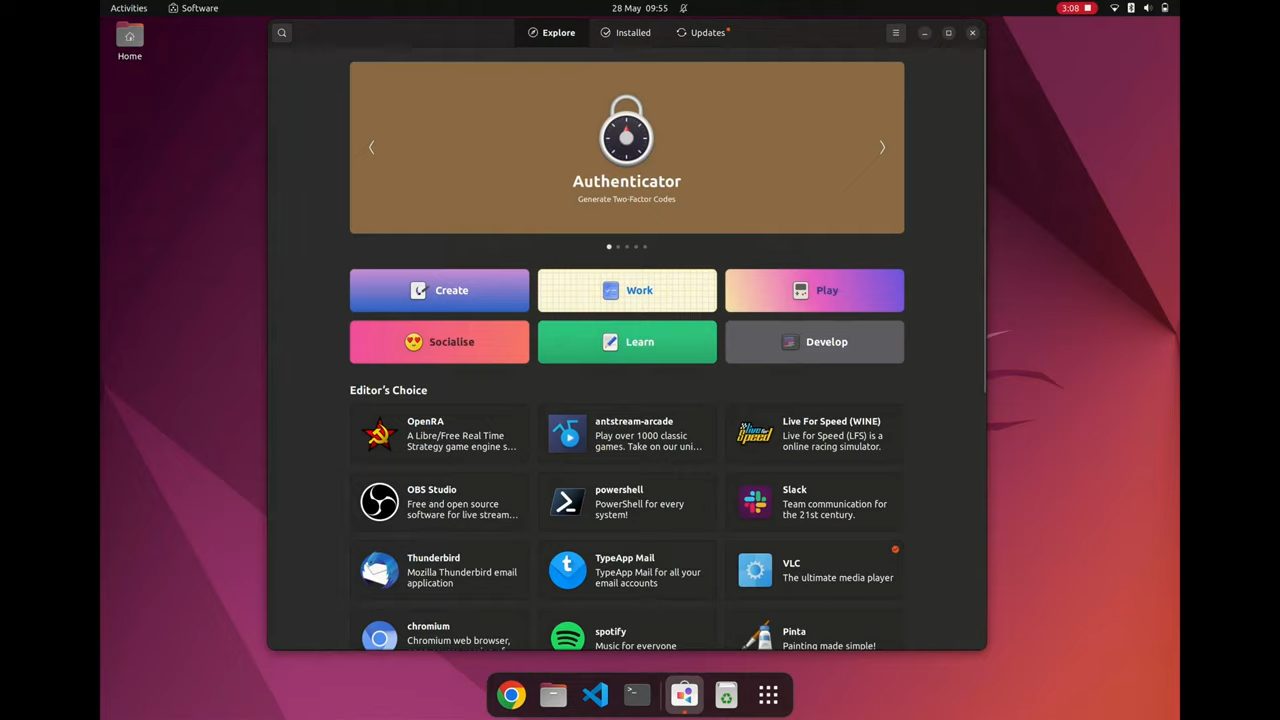 Activities
Software
28 May 09:55
3:08
Home
Explore
Installed
Updates
Authenticator
Generate Two-Factor Codes
Create
Work
Play
Socialise
Learn
Develop
Editor's Choice
OpenRA
A Libre/Free Real Time
Strategy game engine s...
antstream-arcade
Play over 1000 classic
games. Take on our uni...
Live For Speed (WINE)
Live for Speed (LFS) is a
online racing simulator.
OBS Studio
Free and open source
software for live stream...
powershell
PowerShell for every
system!
Slack
Team communication for
the 21st century.
Thunderbird
Mozilla Thunderbird email
application
TypeApp Mail
TypeApp Mail for all your
email accounts
VLC
The ultimate media player
chromium
Chromium web browser,
spotify
Music for everyone
Pinta
Painting made simple!